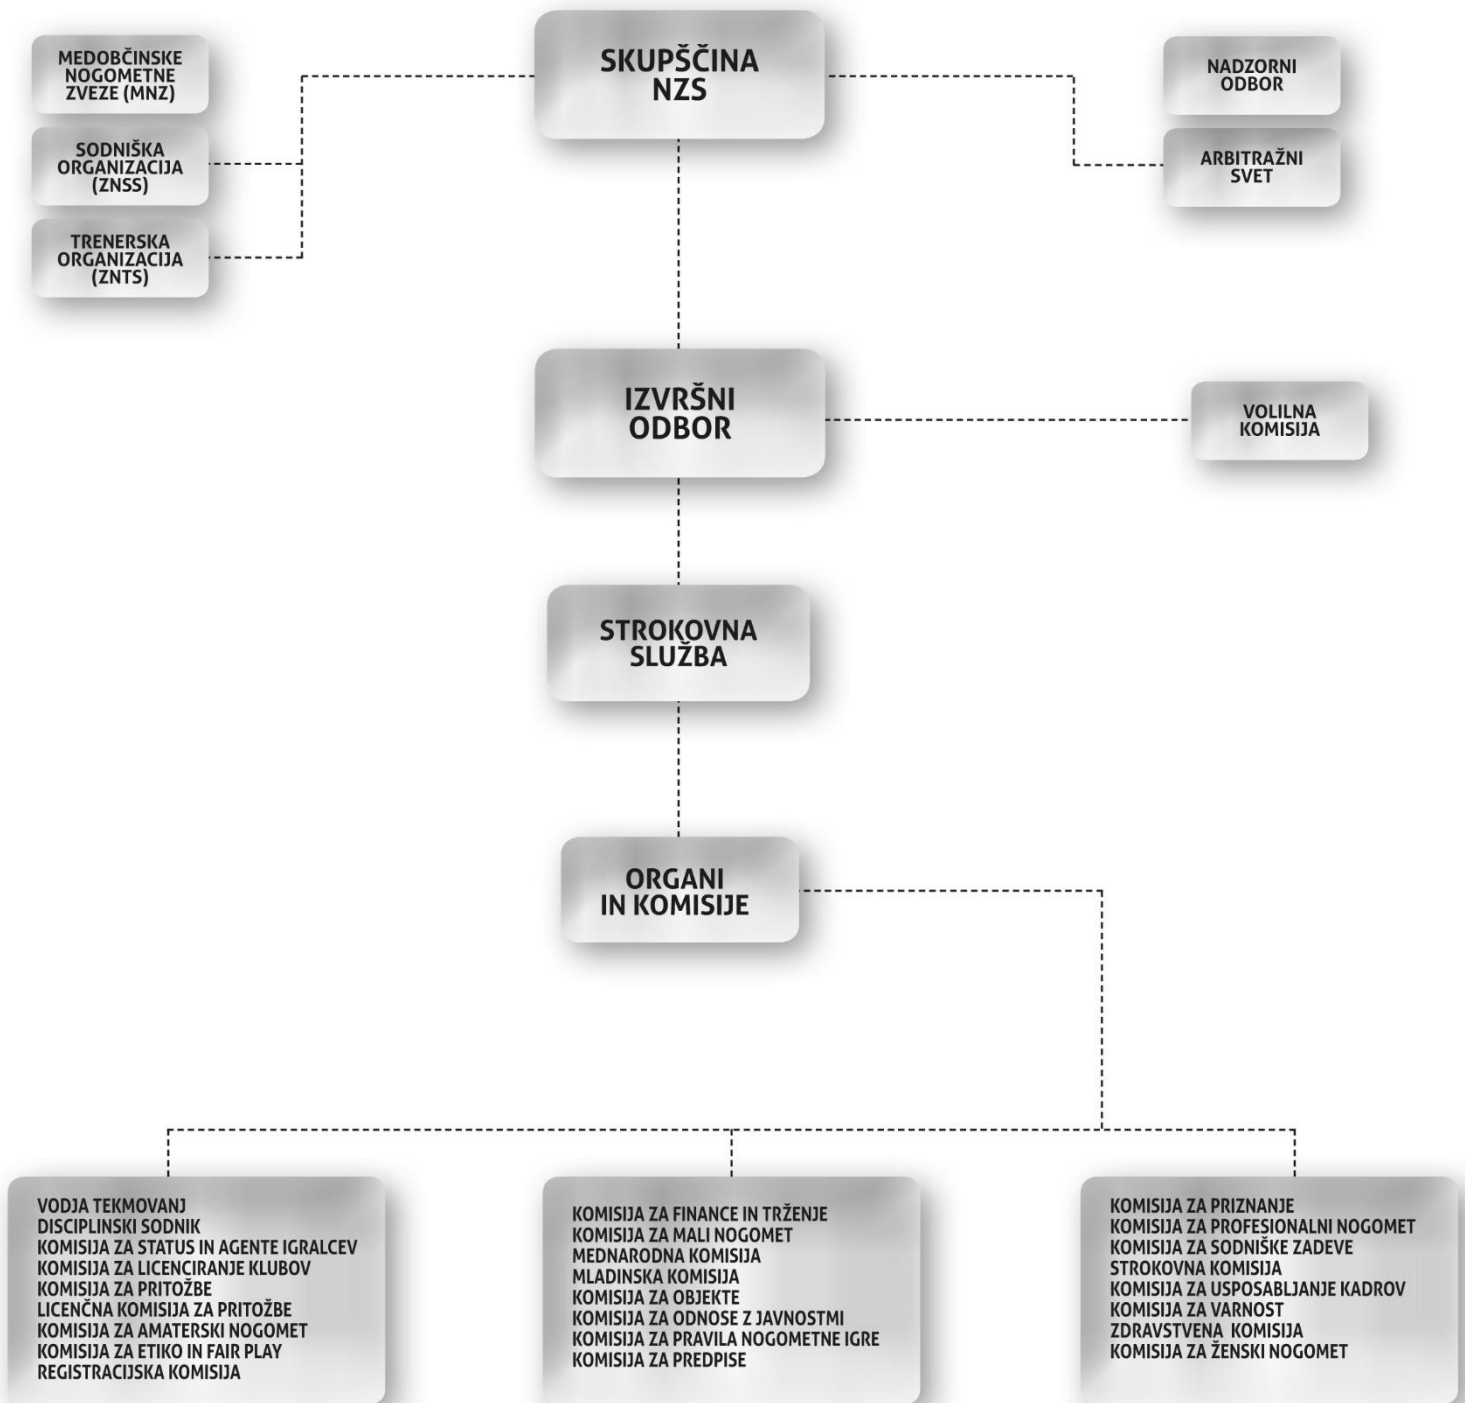 MEDOBČINSKE
NOGOMETNE
ZVEZE (MNZ)
SODNIŠKA
ORGANIZACIJA
(ZNSS)
TRENERSKA
ORGANIZACIJA
(ZNTS)
SKUPŠČINA
NZS
NADZORNI
ODBOR
ARBITRAŽNI
SVET
IZVRŠNI
ODBOR
VOLILNA
KOMISIJA
STROKOVNA
SLUŽBA
ORGANI
IN KOMISIJE
VODJA TEKMOVANJ
DISCIPLINSKI SODNIK
KOMISIJA ZA STATUS IN AGENTE IGRALCEV
KOMISIJA ZA LICENCIRANJE KLUBOV
KOMISIJA ZA PRITOŽBE
LICENČNA KOMISIJA ZA PRITOŽBE
KOMISIJA ZA AMATERSKI NOGOMET
KOMISIJA ZA ETIKO IN FAIR PLAY
REGISTRACIJSKA KOMISIJA
KOMISIJA ZA FINANCE IN TRŽENJE
KOMISIJA ZA MALI NOGOMET
MEDNARODNA KOMISIJA
MLADINSKA KOMISIJA
KOMISIJA ZA OBJEKTE
KOMISIJA ZA ODNOSE Z JAVNOSTMI
KOMISIJA ZA PRAVILA NOGOMETNE IGRE
KOMISIJA ZA PREDPISE
KOMISIJA ZA PRIZNANJE
KOMISIJA ZA PROFESIONALNI NOGOMET
KOMISIJA ZA SODNIŠKE ZADEVE
STROKOVNA KOMISIJA
KOMISIJA ZA USPOSABLJANJE KADROV
KOMISIJA ZA VARNOST
ZDRAVSTVENA KOMISIJA
KOMISIJA ZA ŽENSKI NOGOMET